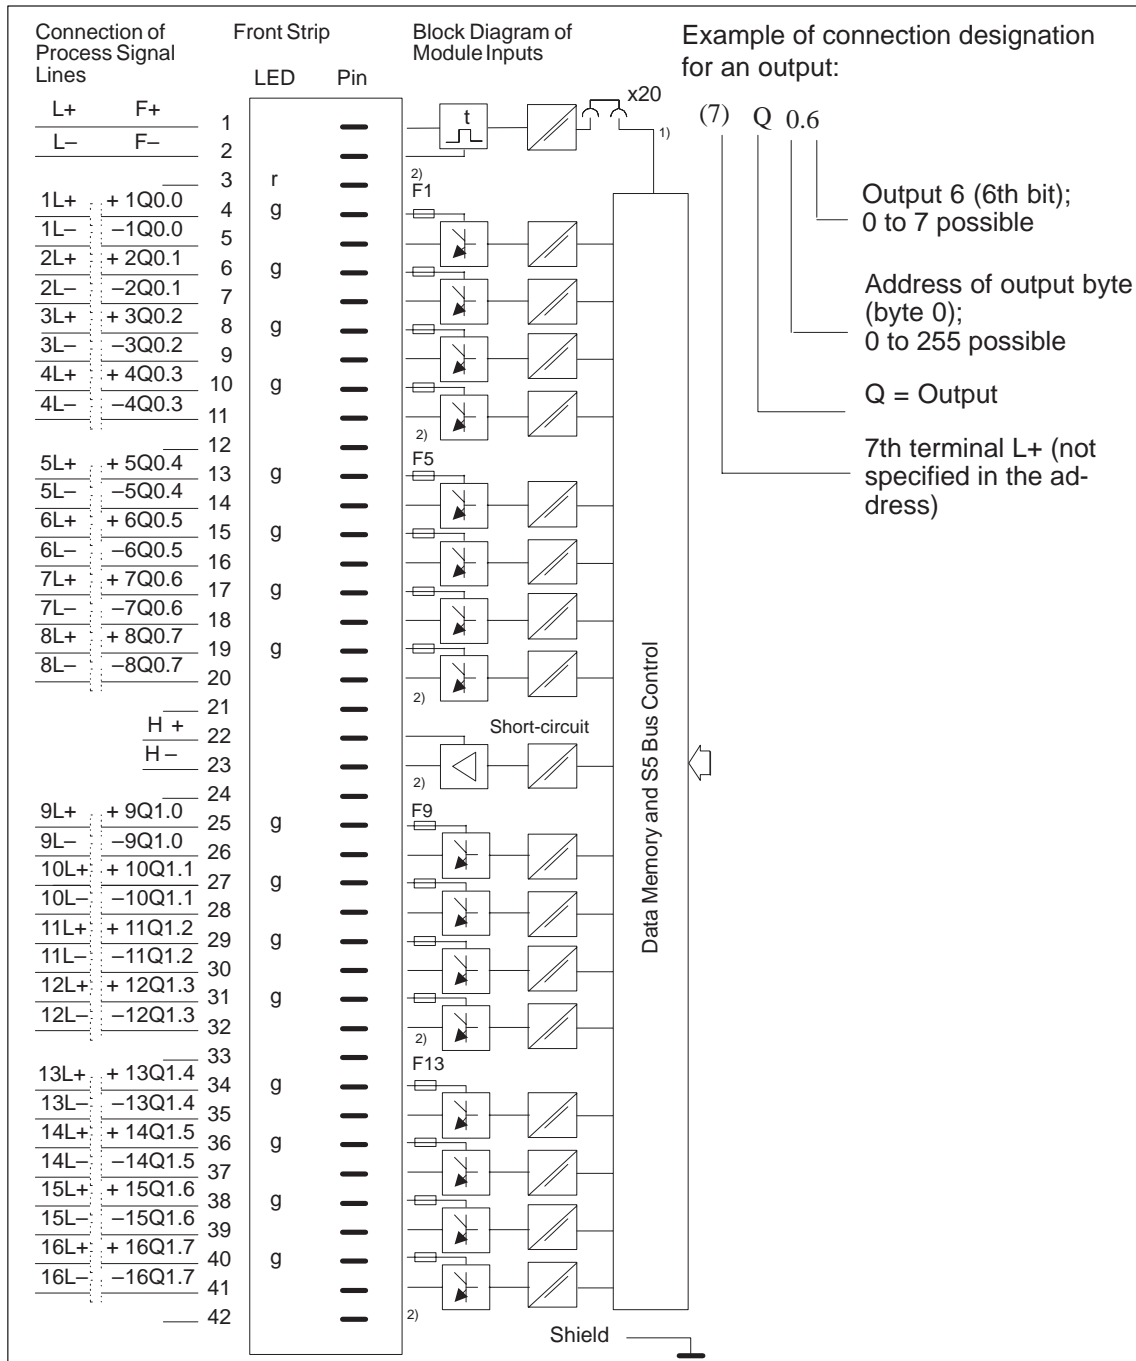 Connection of
Process Signal
Lines
Front Strip
LED Pin
Block Diagram of
Module Inputs
Example of connection designation
for an output:
(7) Q 0.6
Output 6 (6th bit);
0 to 7 possible
Address of output byte
(byte 0);
0 to 255 possible
Q = Output
7th terminal L+ (not
specified in the ad-
dress)
L+ F+ 1 t x20
L– F– 2 1)
3 r 2)
F1
1L+ + 1Q0.0 4 g
1L– –1Q0.0 5
2L+ + 2Q0.1 6 g
2L– –2Q0.1 7
3L+ + 3Q0.2 8 g
3L– –3Q0.2 9
4L+ + 4Q0.3 10 g
4L– –4Q0.3 11
2)
12
F5
5L+ + 5Q0.4 13 g
5L– –5Q0.4 14
6L+ + 6Q0.5 15 g
6L– –6Q0.5 16
7L+ + 7Q0.6 17 g
7L– –7Q0.6 18
8L+ + 8Q0.7 19 g
8L– –8Q0.7 20
2)
21
H + 22 Short-circuit
H – 23
2)
24
F9
9L+ + 9Q1.0 25 g
9L– –9Q1.0 26
10L+ + 10Q1.1 27 g
10L– –10Q1.1 28
11L+ + 11Q1.2 29 g
11L– –11Q1.2 30
12L+ + 12Q1.3 31 g
12L– –12Q1.3 32
2)
33
F13
13L+ + 13Q1.4 34 g
13L– –13Q1.4 35
14L+ + 14Q1.5 36 g
14L– –14Q1.5 37
15L+ + 15Q1.6 38 g
15L– –15Q1.6 39
16L+ + 16Q1.7 40 g
16L– –16Q1.7 41
42 2)
Data Memory and S5 Bus Control
Shield